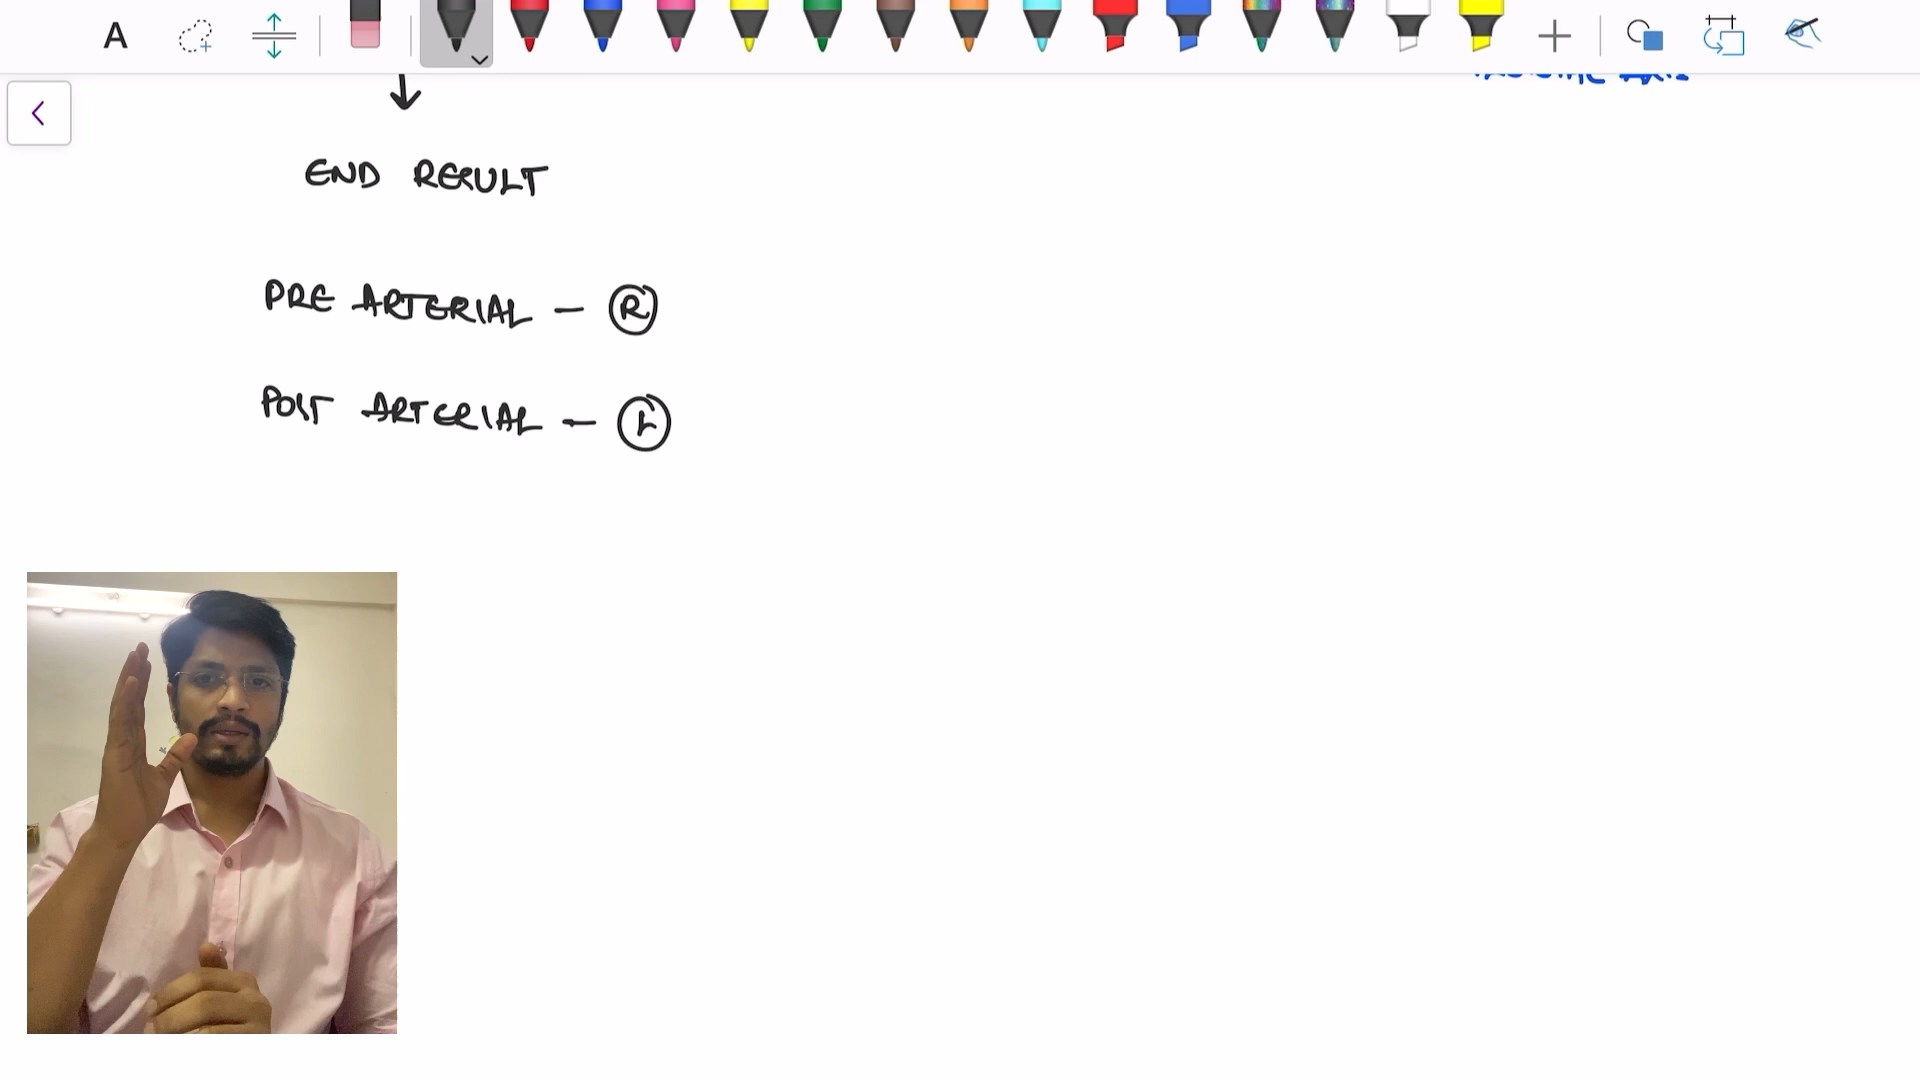 A
END RESULT
PRE ARTERIAL - R
POST ARTERIAL - L